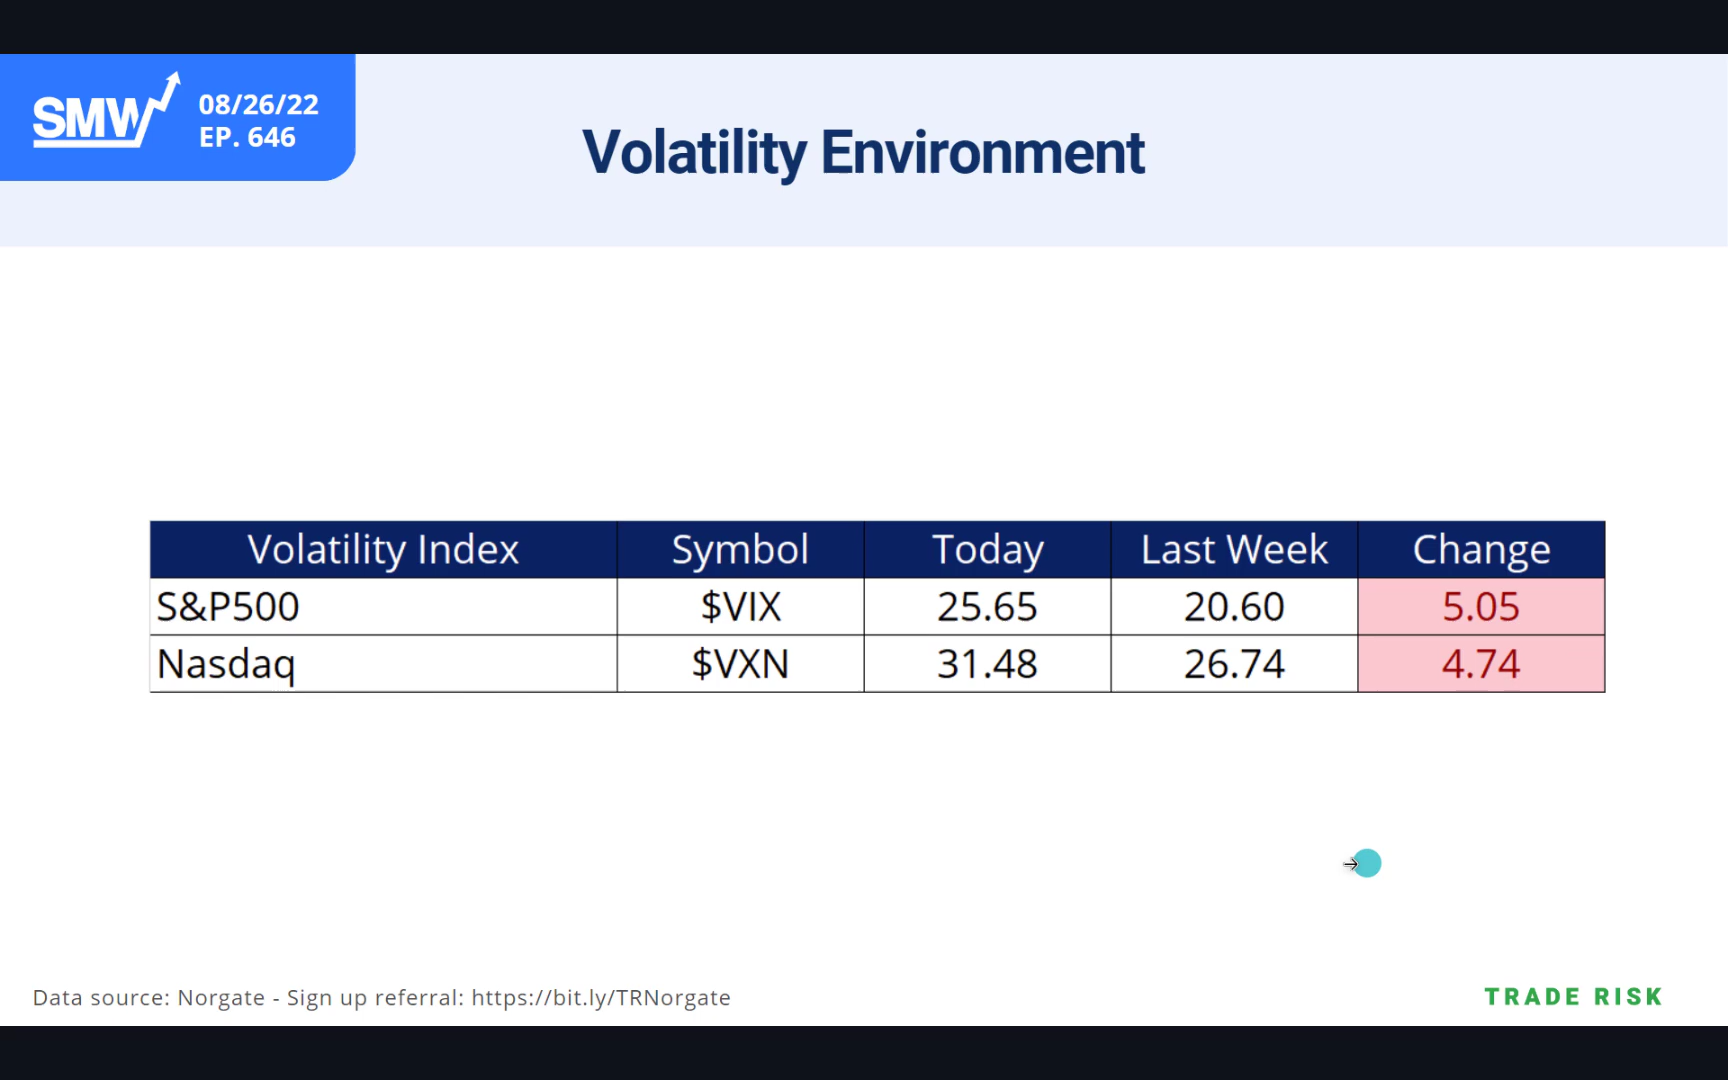 SMW
08/26/22
EP. 646
Volatility Environment
Volatility Index Symbol Today Last Week Change
S&P500 $VIX 25.65 20.60 5.05
Nasdaq $VXN 31.48 26.74 4.74
Data source: Norgate - Sign up referral: https://bit.ly/TRNorgate
TRADE RISK